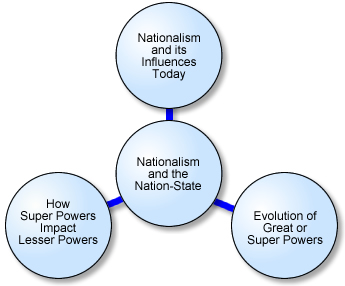 Nationalism
and its
Influences
Today
Nationalism
and the
Nation-State
How
Super Powers
Impact
Lesser Powers
Evolution of
Great or
Super Powers